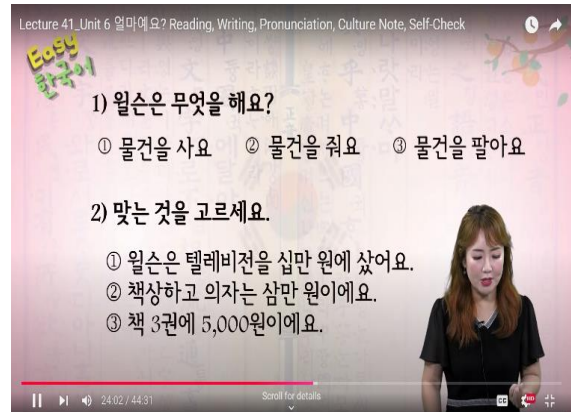 Lecture 41_Unit 6 얼마예요? Reading, Writing, Pronunciation, Culture Note, Self-Check
Easy
한국어
1) 윌슨은 무엇을 해요?
① 물건을 사요 ② 물건을 줘요 ③ 물건을 팔아요
2) 맞는 것을 고르세요.
① 윌슨은 텔레비전을 십만 원에 샀어요.
② 책상하고 의자는 삼만 원이에요.
③ 책 3권에 5,000원이에요.
24:02 / 44:31
Scroll for details
CC
HD